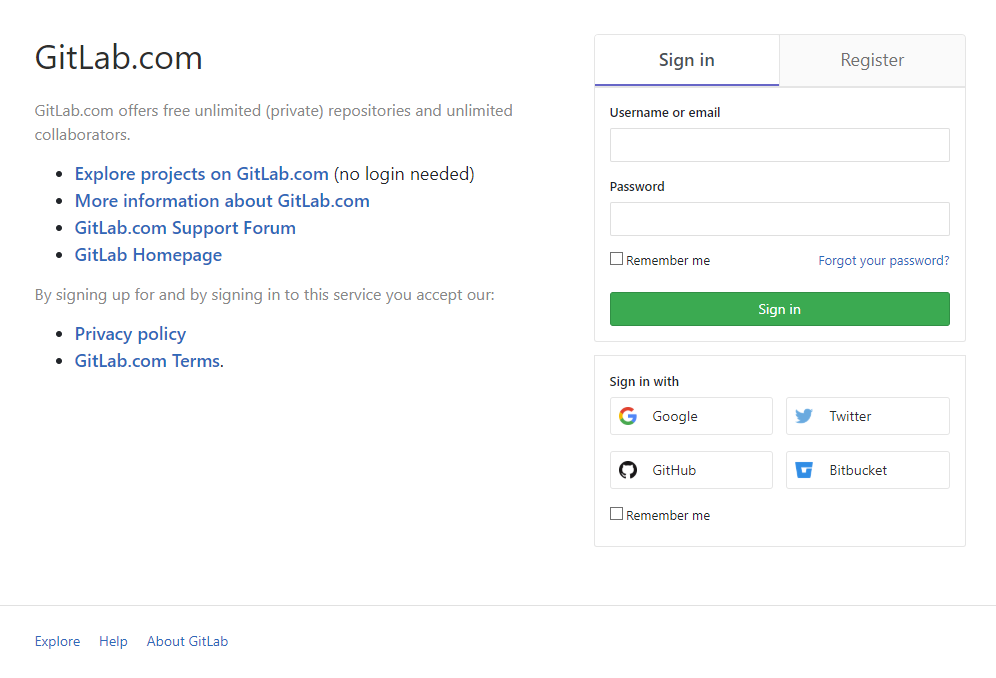 GitLab.com
GitLab.com offers free unlimited (private) repositories and unlimited
collaborators.
Explore projects on GitLab.com (no login needed)
More information about GitLab.com
GitLab.com Support Forum
GitLab Homepage
By signing up for and by signing in to this service you accept our:
Privacy policy
GitLab.com Terms.
Sign in Register
Username or email
Password
Remember me Forgot your password?
Sign in
Sign in with
Google Twitter
GitHub Bitbucket
Remember me
Explore Help About GitLab